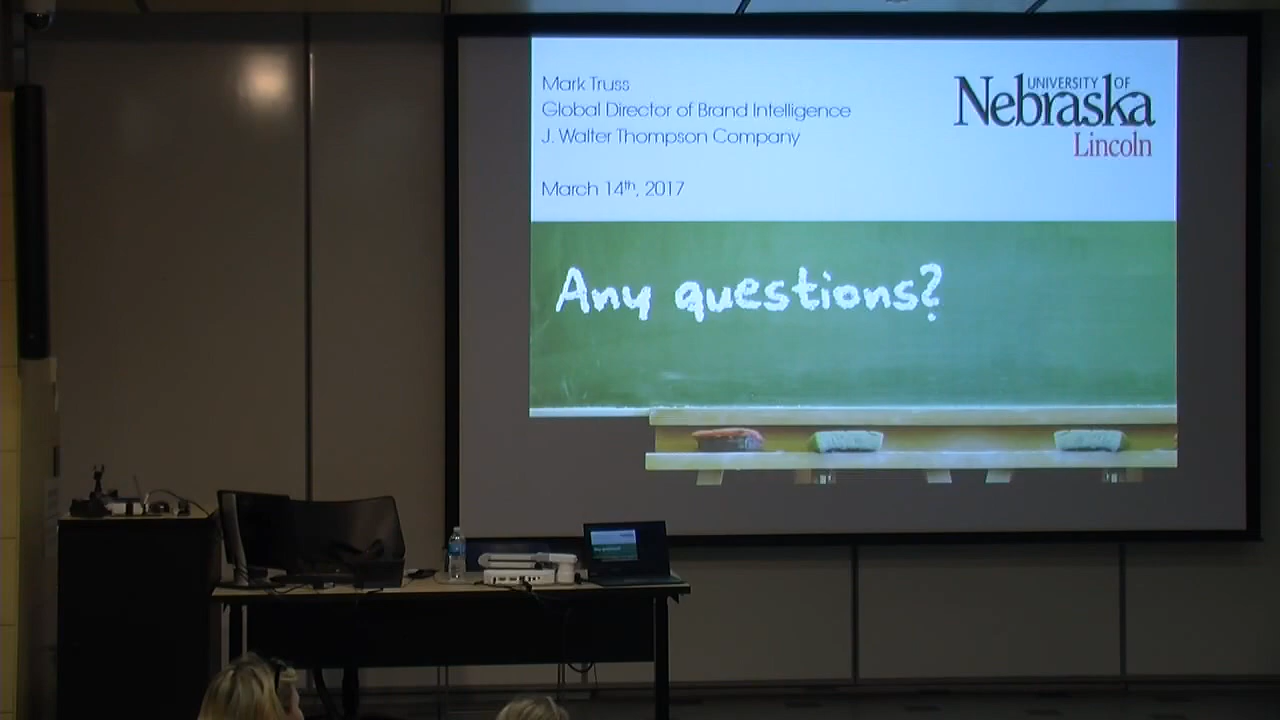 Mark Truss
Global Director of Brand Intelligence
J. Walter Thompson Company
March 14th, 2017
UNIVERSITY OF
Nebraska
Lincoln
Any questions?